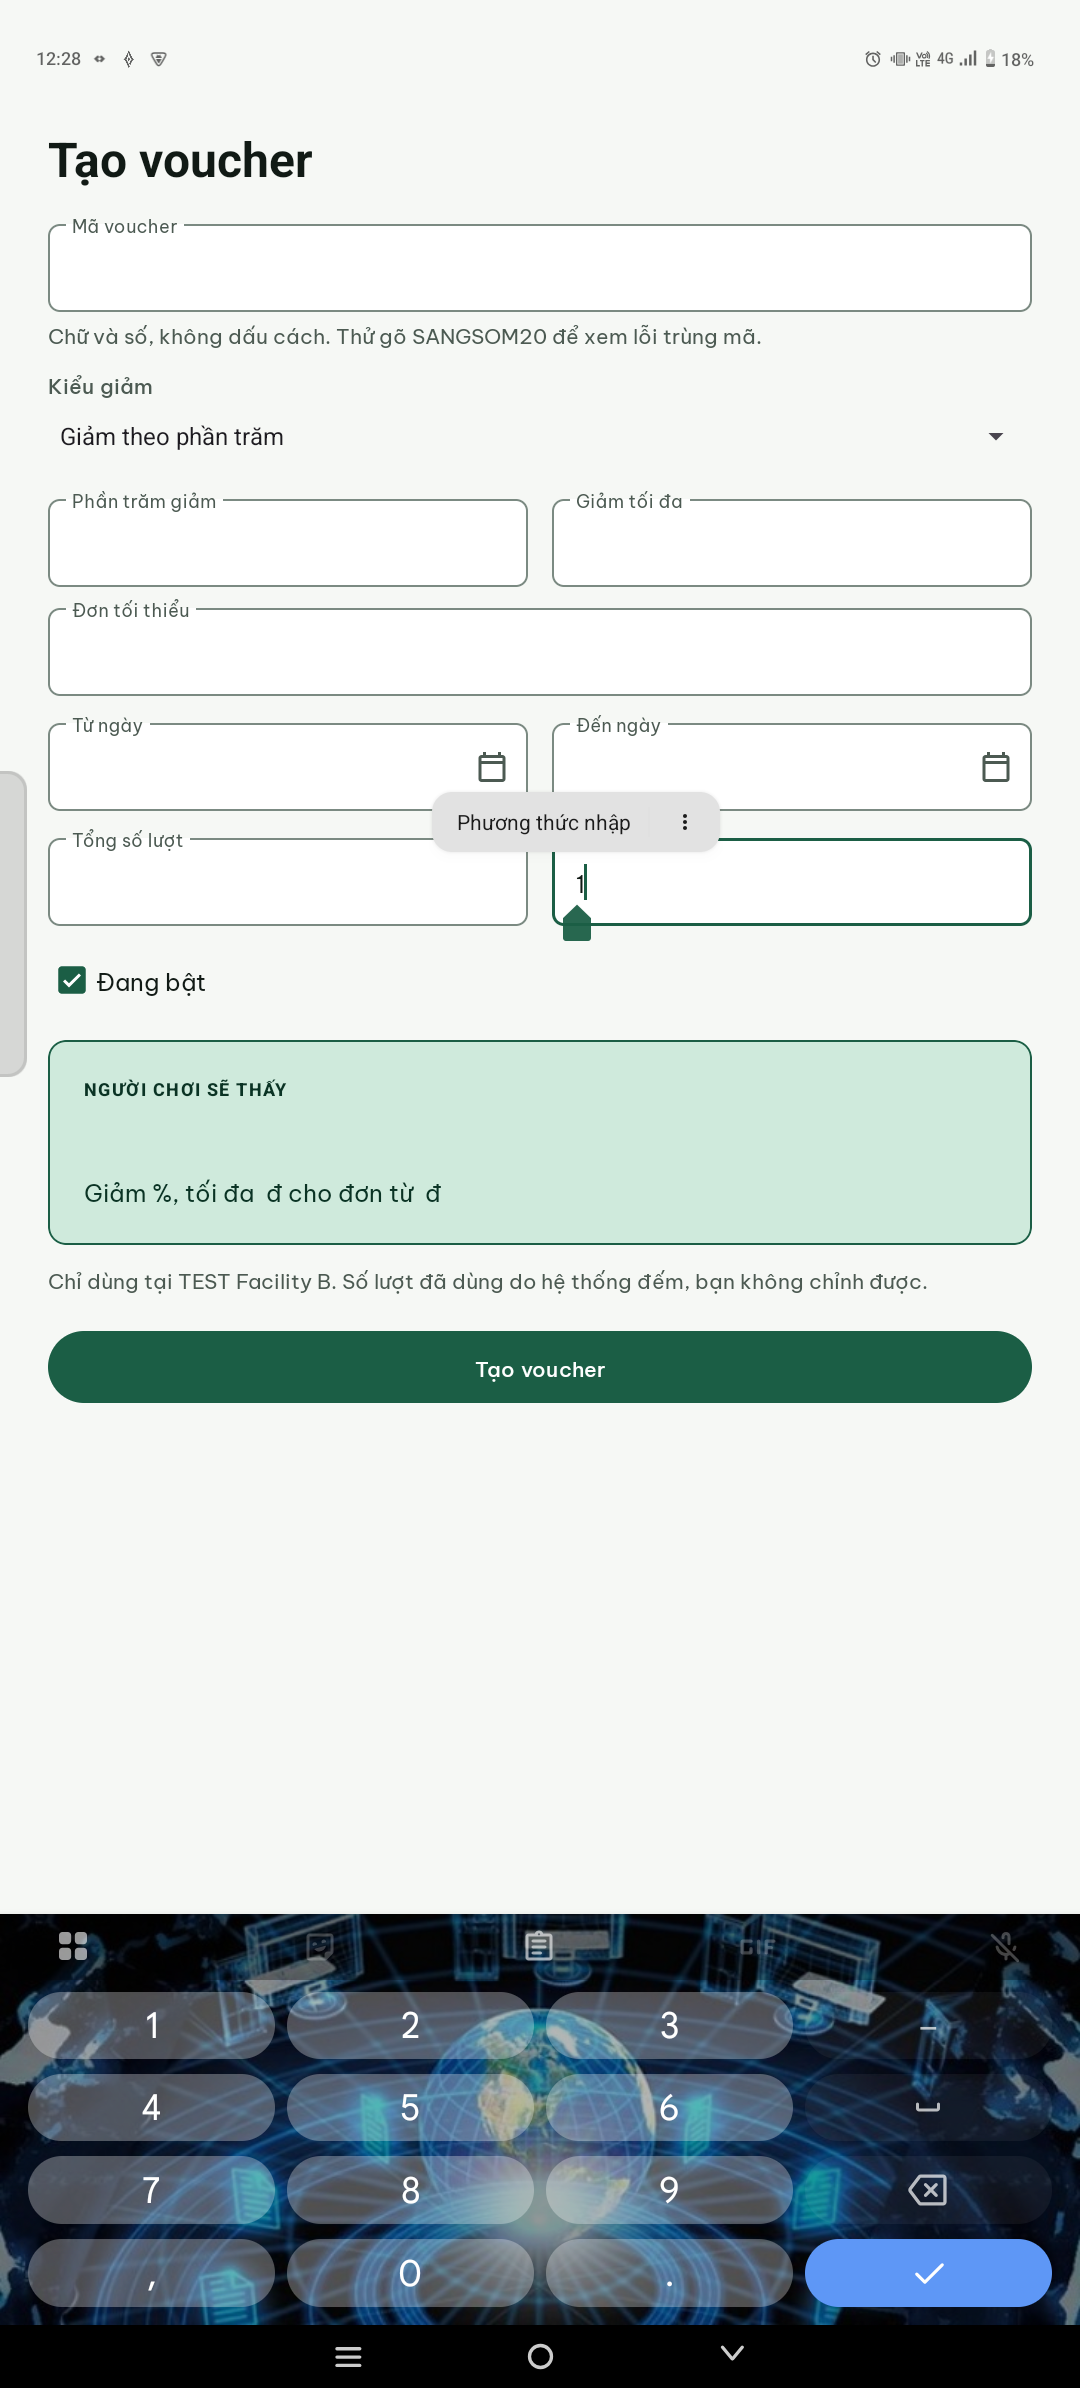 12:28
4G 18%
Tạo voucher
Mã voucher
Chữ và số, không dấu cách. Thử gõ SANGSOM20 để xem lỗi trùng mã.
Kiểu giảm
Giảm theo phần trăm
Phần trăm giảm Giảm tối đa
Đơn tối thiểu
Từ ngày Đến ngày
Phương thức nhập
Tổng số lượt
1
Đang bật
NGƯỜI CHƠI SẼ THẤY
Giảm %, tối đa đ cho đơn từ đ
Chỉ dùng tại TEST Facility B. Số lượt đã dùng do hệ thống đếm, bạn không chỉnh được.
Tạo voucher
GIF
1 2 3 –
4 5 6
7 8 9
, 0 .